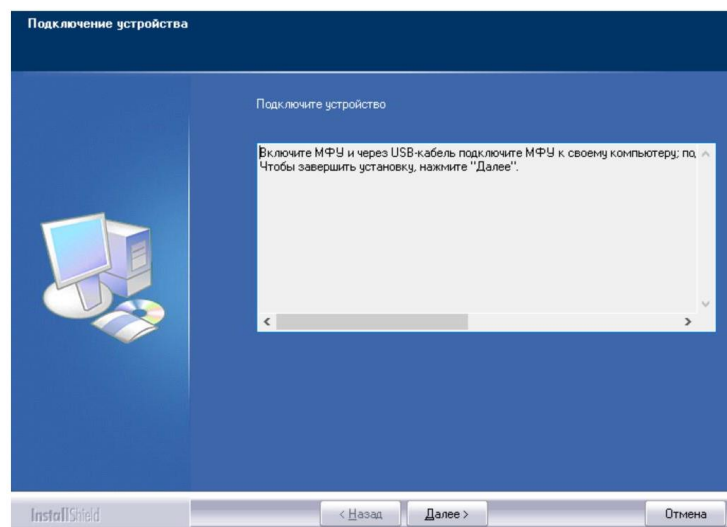 Подключение устройства
Подключите устройство
Включите МФУ и через USB-кабель подключите МФУ к своему компьютеру; по,
Чтобы завершить установку, нажмите "Далее".
InstallShield
< Назад
Далее >
Отмена